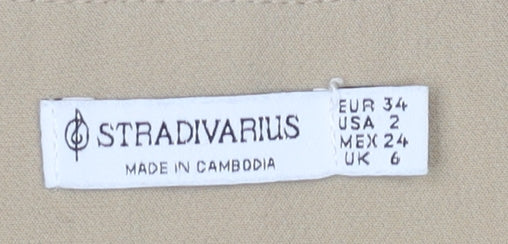 STRADIVARIUS
MADE IN CAMBODIA
EUR 34
USA 2
MEX 24
UK 6